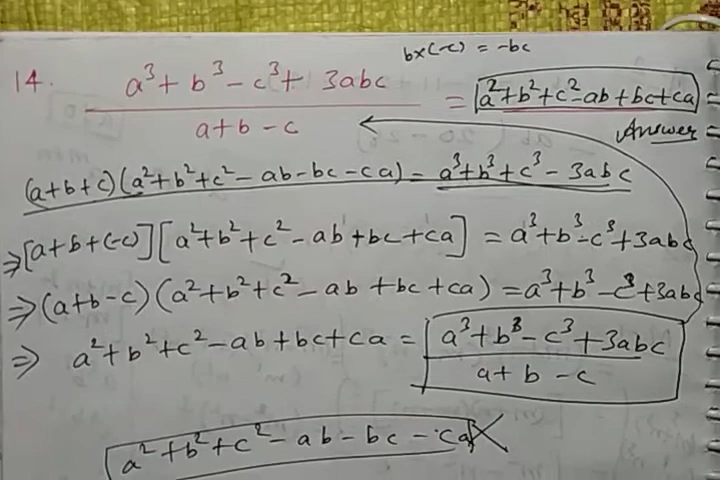 b×(-c) = -bc
14. a³ + b³ - c³ + 3abc / a + b - c = a² + b² + c² - ab + bc + ca
Answer
(a+b+c)(a²+b²+c² - ab - bc - ca) = a³+b³+c³ - 3abc
⇒ [a+b+(-c)][a²+b²+c² - ab + bc + ca] = a³+b³-c³+3abc
⇒ (a+b-c)(a²+b²+c² - ab + bc + ca) = a³+b³-c³+3abc
⇒ a²+b²+c²-ab+bc+ca = a³+b³-c³+3abc / a+b-c
a²+b²+c²-ab-bc-ca ×